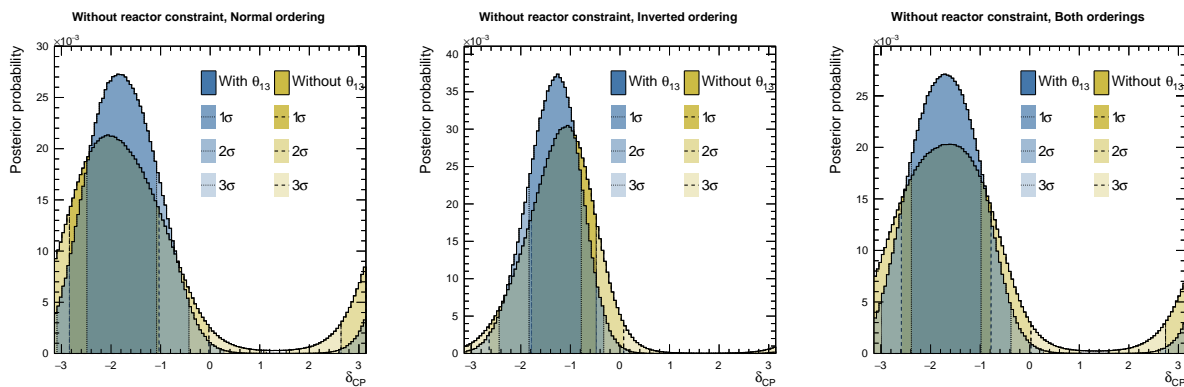 Without reactor constraint, Normal ordering
×10⁻³
Posterior probability
30
25
20
15
10
5
0
−3 −2 −1 0 1 2 3
δCP
With θ13 Without θ13
1σ 1σ
2σ 2σ
3σ 3σ
Without reactor constraint, Inverted ordering
×10⁻³
Posterior probability
40
35
30
25
20
15
10
5
0
−3 −2 −1 0 1 2 3
δCP
With θ13 Without θ13
1σ 1σ
2σ 2σ
3σ 3σ
Without reactor constraint, Both orderings
×10⁻³
Posterior probability
25
20
15
10
5
0
−3 −2 −1 0 1 2 3
δCP
With θ13 Without θ13
1σ 1σ
2σ 2σ
3σ 3σ